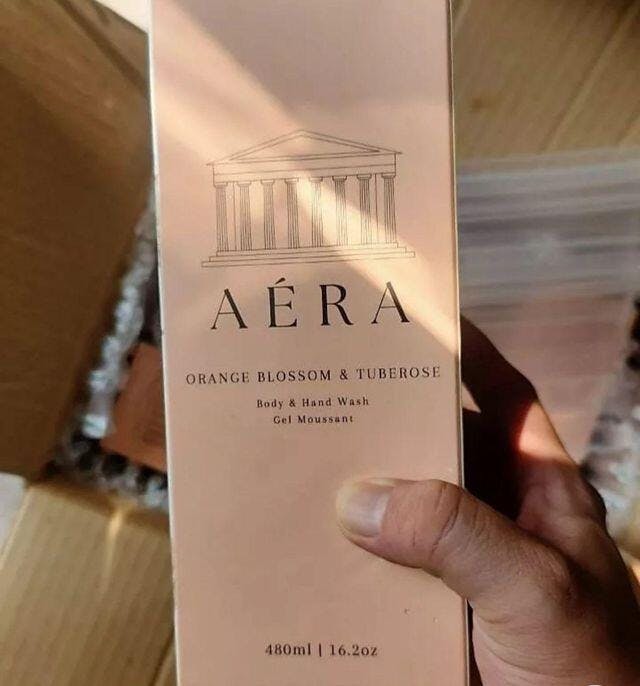 AÉRA
ORANGE BLOSSOM & TUBEROSE
Body & Hand Wash
Gel Moussant
480ml | 16.2oz